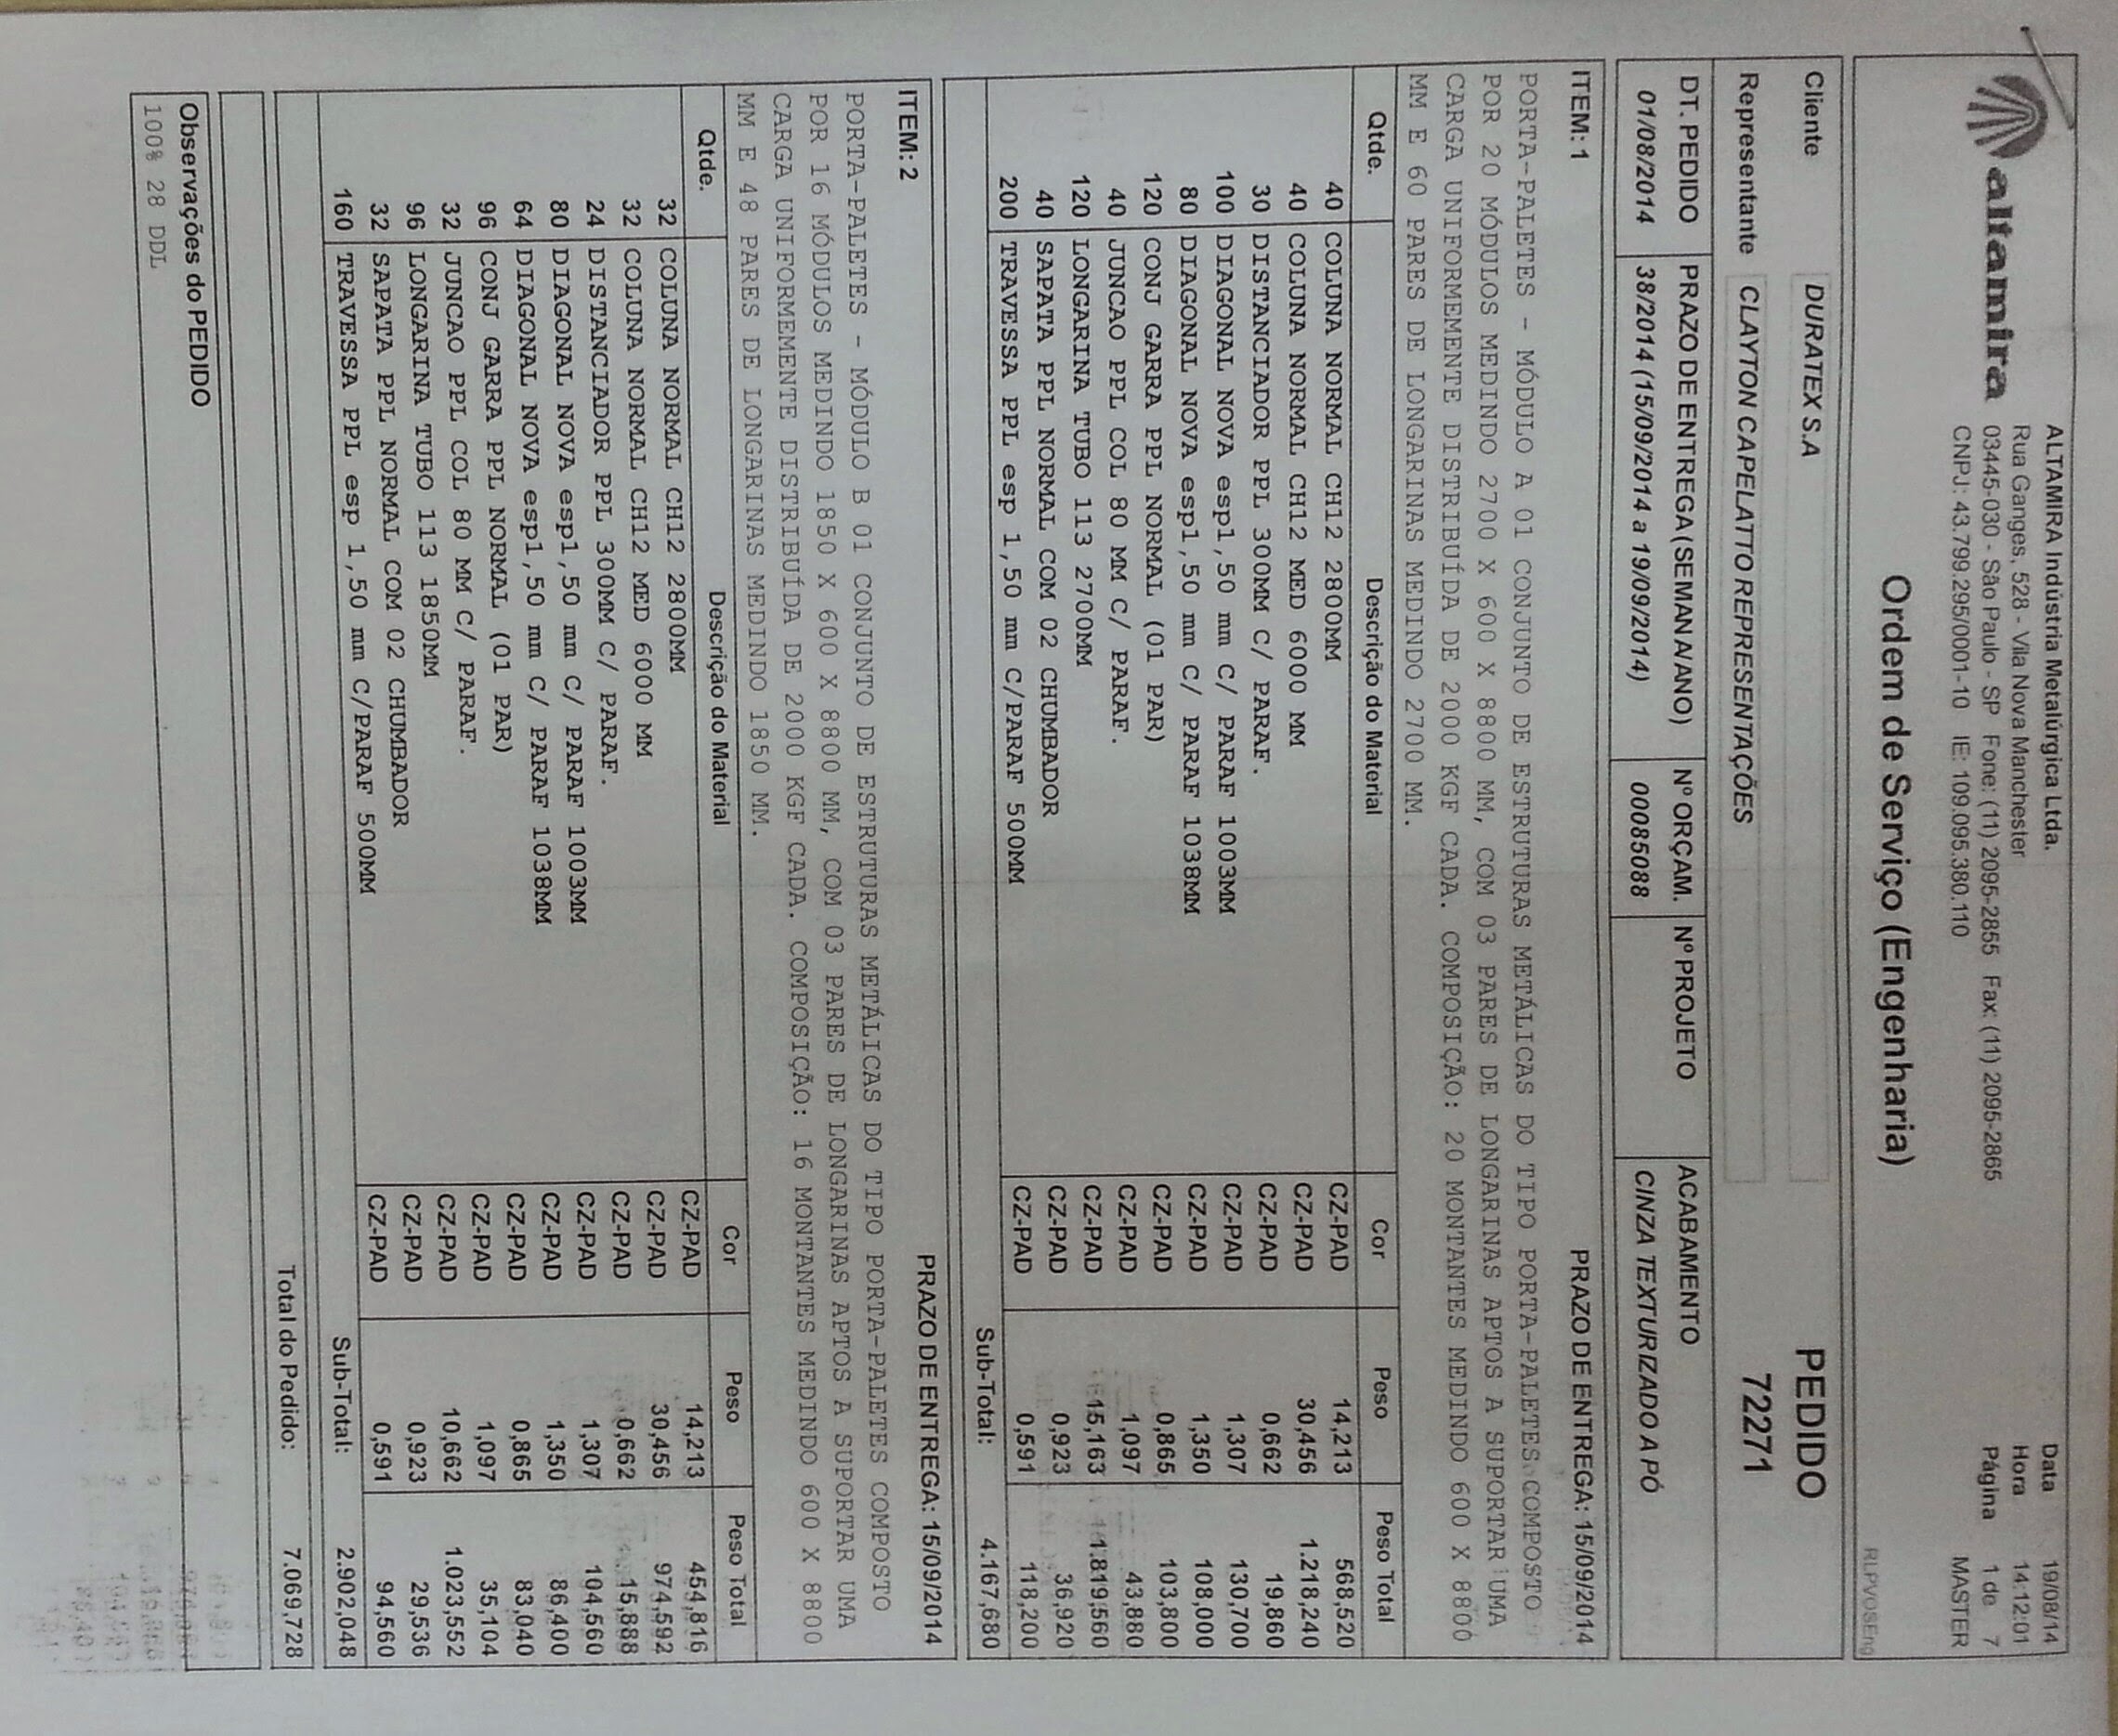 altamira
ALTAMIRA Indústria Metalúrgica Ltda.
Rua Ganges, 528 - Vila Nova Manchester
03445-030 - São Paulo - SP Fone: (11) 2095-2855 Fax: (11) 2095-2865
CNPJ: 43.799.295/0001-10 IE: 109.095.380.110
Data 19/08/14
Hora 14:12:01
Página 1 de 7
MASTER
Ordem de Serviço (Engenharia)
RLPVOSEng
Cliente DURATEX S.A
PEDIDO
Representante CLAYTON CAPELATTO REPRESENTAÇÕES
72271
DT. PEDIDO PRAZO DE ENTREGA (SEMANA/ANO) Nº ORÇAM. Nº PROJETO ACABAMENTO
01/08/2014 38/2014 (15/09/2014 a 19/09/2014) 00085088 CINZA TEXTURIZADO A PÓ
ITEM: 1 PRAZO DE ENTREGA: 15/09/2014
PORTA-PALETES - MÓDULO A 01 CONJUNTO DE ESTRUTURAS METÁLICAS DO TIPO PORTA-PALETES COMPOSTO
POR 20 MÓDULOS MEDINDO 2700 X 600 X 8800 MM, COM 03 PARES DE LONGARINAS APTOS A SUPORTAR UMA
CARGA UNIFORMEMENTE DISTRIBUÍDA DE 2000 KGF CADA. COMPOSIÇÃO: 20 MONTANTES MEDINDO 600 X 8800
MM E 60 PARES DE LONGARINAS MEDINDO 2700 MM.
Qtde. Descrição do Material Cor Peso Peso Total
40 COLUNA NORMAL CH12 2800MM CZ-PAD 14,213 568,520
40 COLUNA NORMAL CH12 MED 6000 MM CZ-PAD 30,456 1.218,240
30 DISTANCIADOR PPL 300MM C/ PARAF. CZ-PAD 0,662 19,860
100 DIAGONAL NOVA esp1,50 mm C/ PARAF 1003MM CZ-PAD 1,307 130,700
80 DIAGONAL NOVA esp1,50 mm C/ PARAF 1038MM CZ-PAD 1,350 108,000
120 CONJ GARRA PPL NORMAL (01 PAR) CZ-PAD 0,865 103,800
40 JUNCAO PPL COL 80 MM C/ PARAF. CZ-PAD 1,097 43,880
120 LONGARINA TUBO 113 2700MM CZ-PAD 15,163 1.819,560
40 SAPATA PPL NORMAL COM 02 CHUMBADOR CZ-PAD 0,923 36,920
200 TRAVESSA PPL esp 1,50 mm C/PARAF 500MM CZ-PAD 0,591 118,200
Sub-Total: 4.167,680
ITEM: 2 PRAZO DE ENTREGA: 15/09/2014
PORTA-PALETES - MÓDULO B 01 CONJUNTO DE ESTRUTURAS METÁLICAS DO TIPO PORTA-PALETES COMPOSTO
POR 16 MÓDULOS MEDINDO 1850 X 600 X 8800 MM, COM 03 PARES DE LONGARINAS APTOS A SUPORTAR UMA
CARGA UNIFORMEMENTE DISTRIBUÍDA DE 2000 KGF CADA. COMPOSIÇÃO: 16 MONTANTES MEDINDO 600 X 8800
MM E 48 PARES DE LONGARINAS MEDINDO 1850 MM.
Qtde. Descrição do Material Cor Peso Peso Total
32 COLUNA NORMAL CH12 2800MM CZ-PAD 14,213 454,816
32 COLUNA NORMAL CH12 MED 6000 MM CZ-PAD 30,456 974,592
24 DISTANCIADOR PPL 300MM C/ PARAF. CZ-PAD 0,662 15,888
80 DIAGONAL NOVA esp1,50 mm C/ PARAF 1003MM CZ-PAD 1,307 104,560
64 DIAGONAL NOVA esp1,50 mm C/ PARAF 1038MM CZ-PAD 1,350 86,400
96 CONJ GARRA PPL NORMAL (01 PAR) CZ-PAD 0,865 83,040
32 JUNCAO PPL COL 80 MM C/ PARAF. CZ-PAD 1,097 35,104
96 LONGARINA TUBO 113 1850MM CZ-PAD 10,662 1.023,552
32 SAPATA PPL NORMAL COM 02 CHUMBADOR CZ-PAD 0,923 29,536
160 TRAVESSA PPL esp 1,50 mm C/PARAF 500MM CZ-PAD 0,591 94,560
Sub-Total: 2.902,048
Total do Pedido: 7.069,728
Observações do PEDIDO
100% 28 DDL